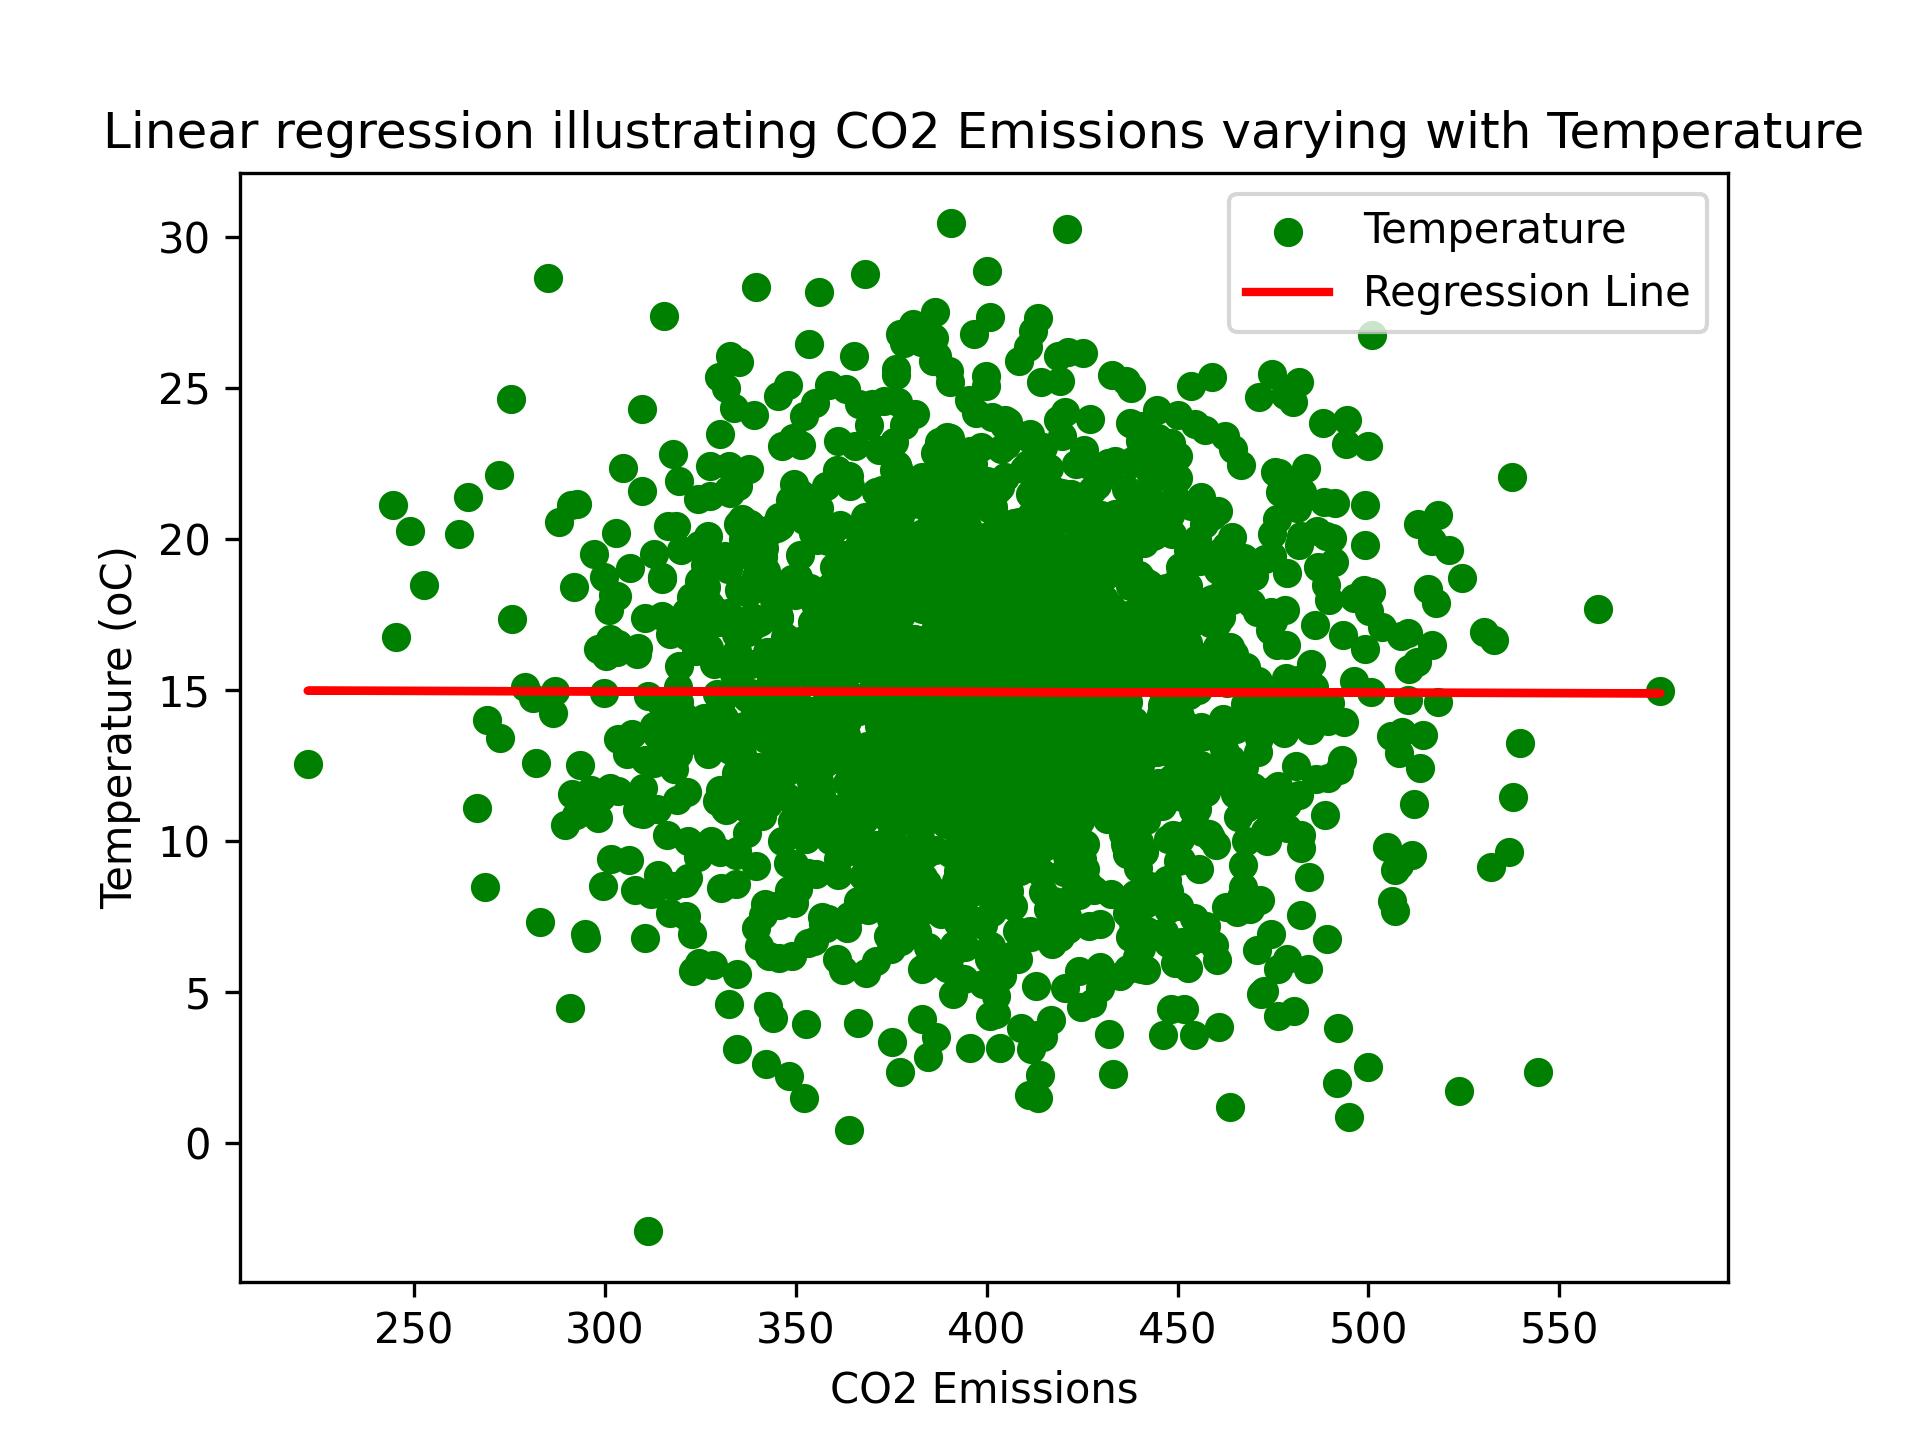 Linear regression illustrating CO2 Emissions varying with Temperature
Temperature
Regression Line
30
25
20
15
10
5
0
Temperature (oC)
250 300 350 400 450 500 550
CO2 Emissions